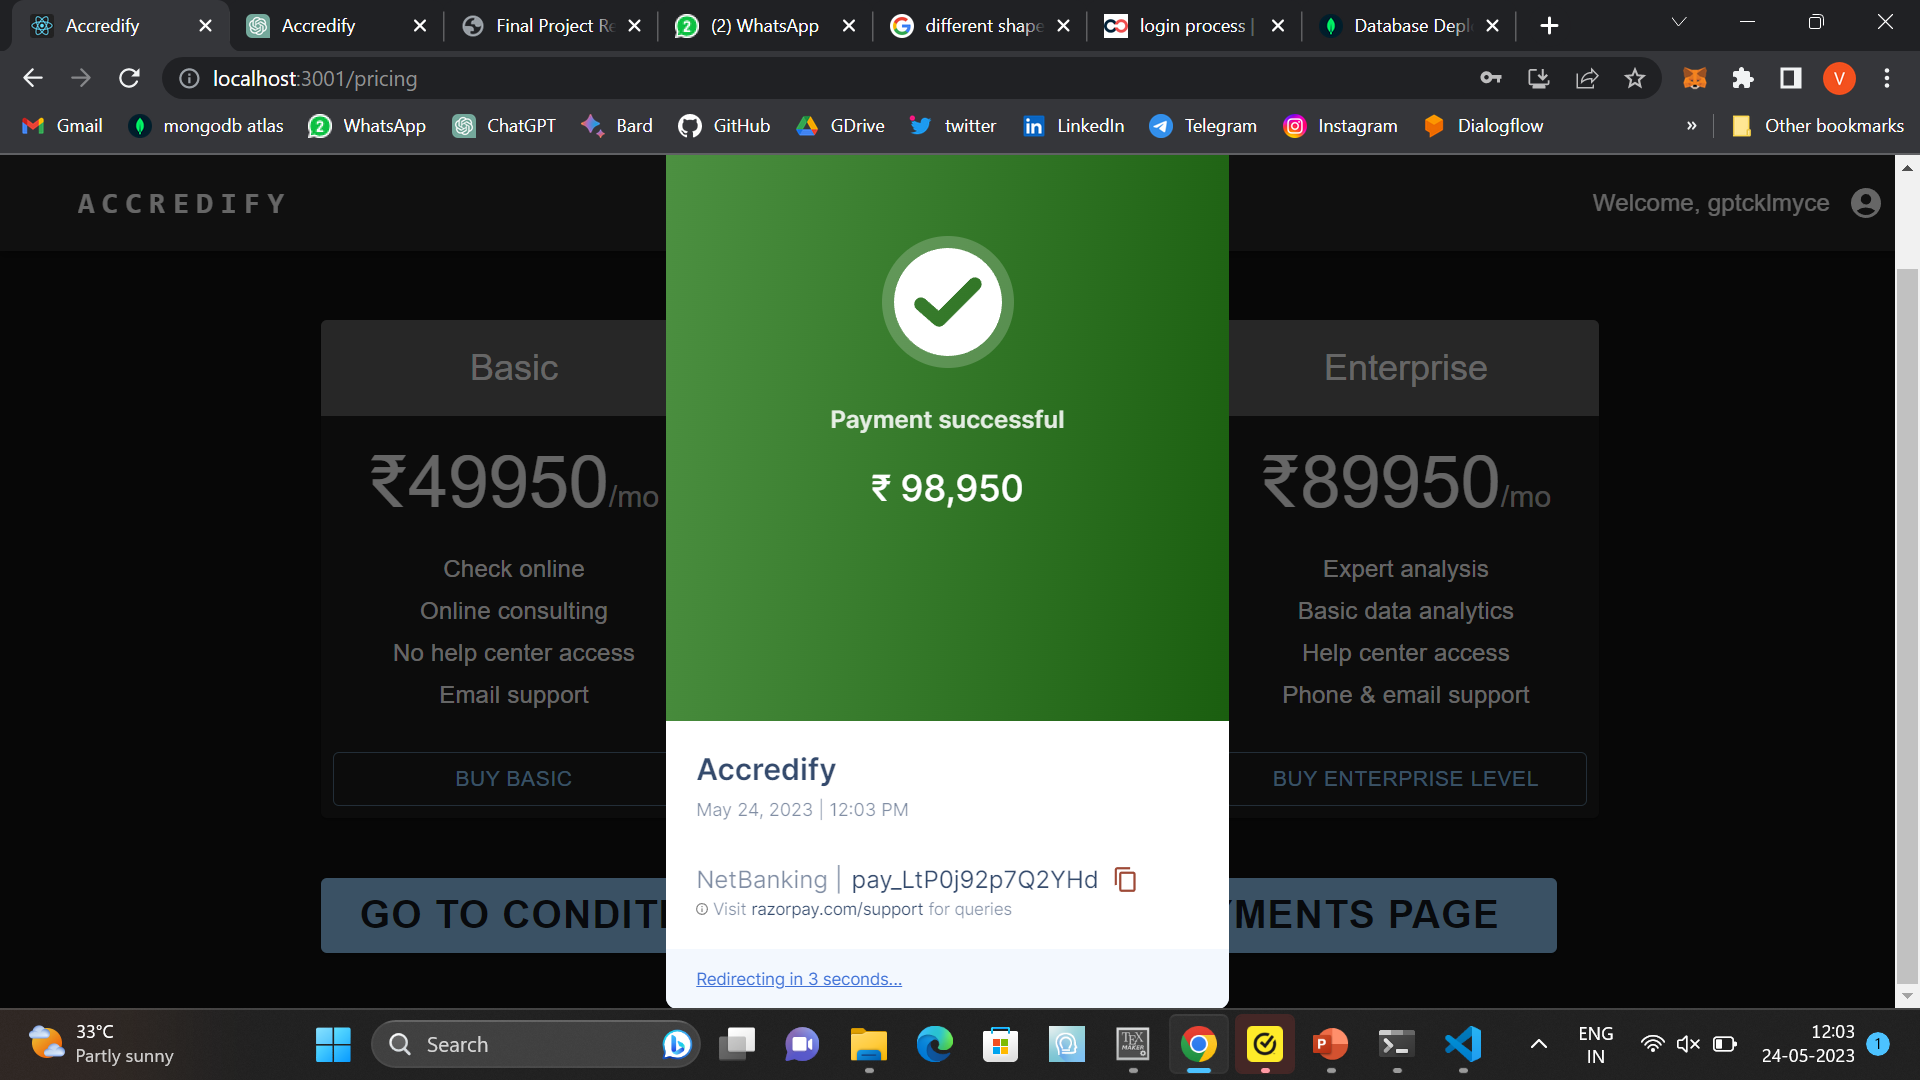 Accredify
Accredify
Final Project Re
(2) WhatsApp
different shape
login process |
Database Depl
localhost:3001/pricing
V
Gmail
mongodb atlas
2 WhatsApp
ChatGPT
Bard
GitHub
GDrive
twitter
LinkedIn
Telegram
Instagram
Dialogflow
»
Other bookmarks
ACCREDIFY
Welcome, gptcklmyce
Basic
₹49950/mo
Check online
Online consulting
No help center access
Email support
BUY BASIC
Payment successful
₹ 98,950
Accredify
May 24, 2023 | 12:03 PM
NetBanking | pay_LtP0j92p7Q2YHd
Visit razorpay.com/support for queries
Redirecting in 3 seconds...
Enterprise
₹89950/mo
Expert analysis
Basic data analytics
Help center access
Phone & email support
BUY ENTERPRISE LEVEL
GO TO CONDIT
YMENTS PAGE
33°C
Partly sunny
Search
ENG
IN
12:03
24-05-2023
1